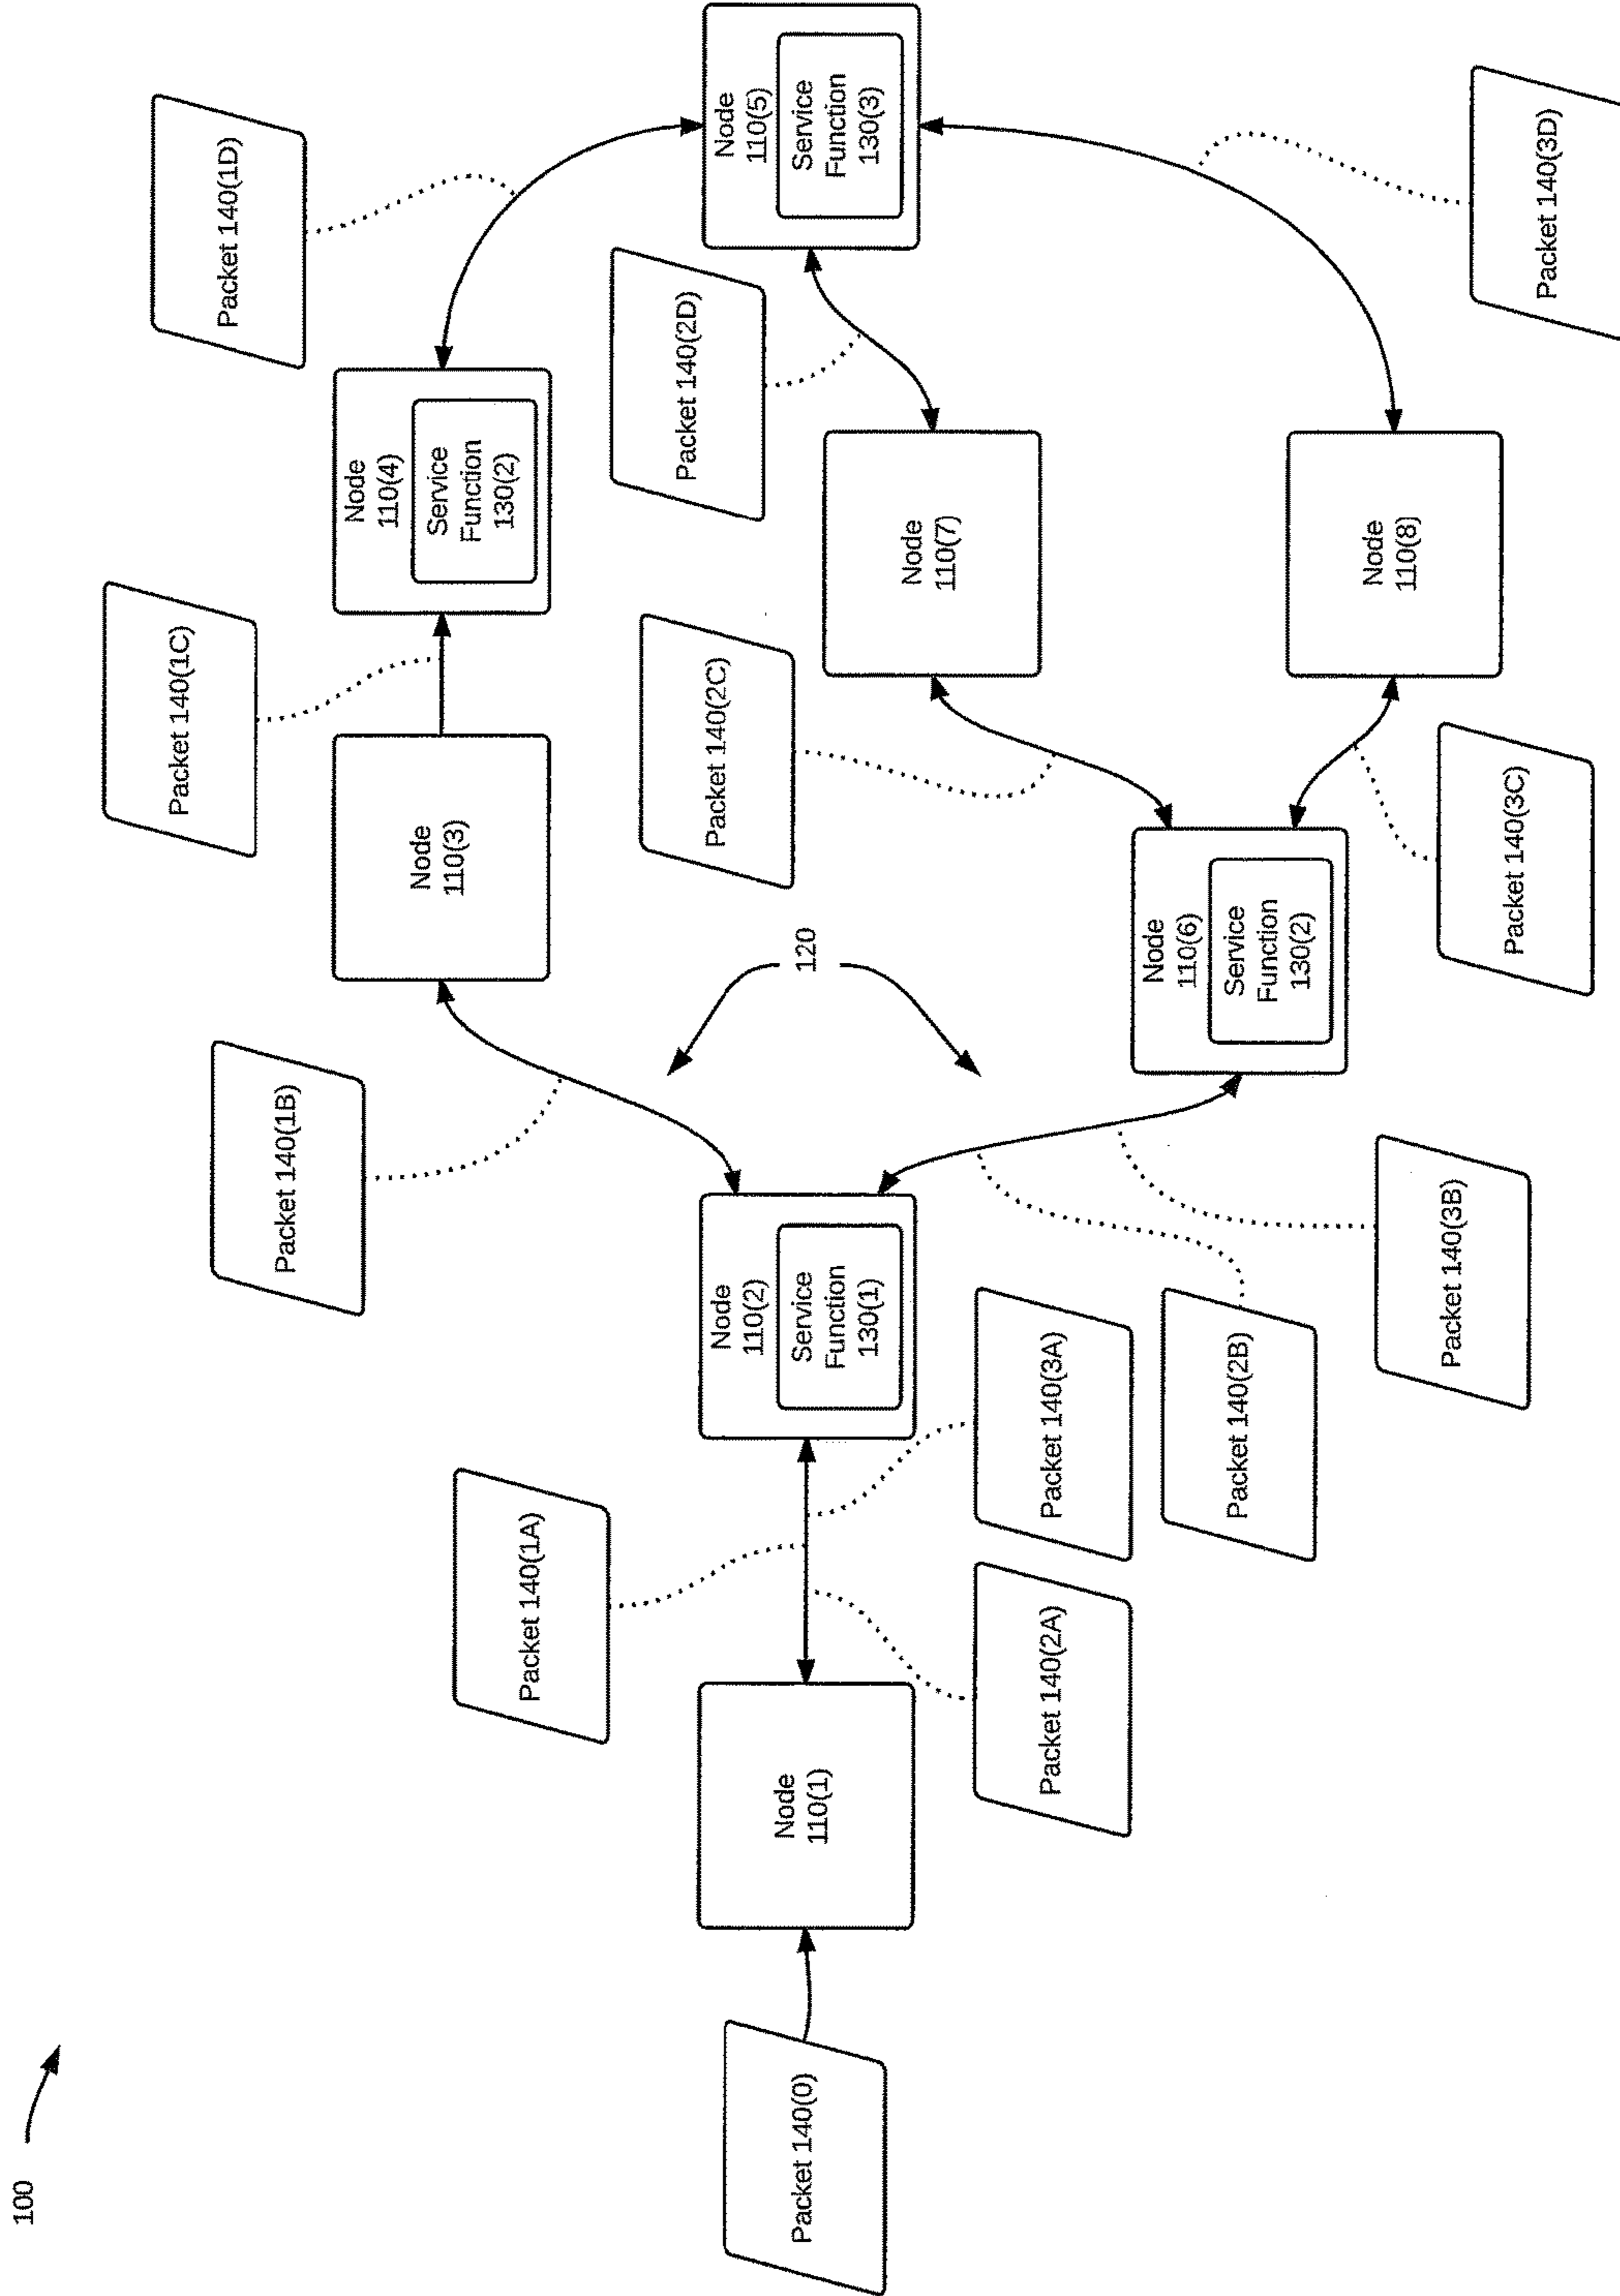 100
Packet 140(0)
Node
110(1)
Packet 140(1A)
Packet 140(2A)
Packet 140(3A)
Node
110(2)
Service
Function
130(1)
Packet 140(1B)
Packet 140(2B)
Packet 140(3B)
120
Node
110(3)
Packet 140(1C)
Node
110(4)
Service
Function
130(2)
Packet 140(1D)
Node
110(6)
Service
Function
130(2)
Packet 140(2C)
Packet 140(3C)
Node
110(7)
Node
110(8)
Packet 140(2D)
Packet 140(3D)
Node
110(5)
Service
Function
130(3)